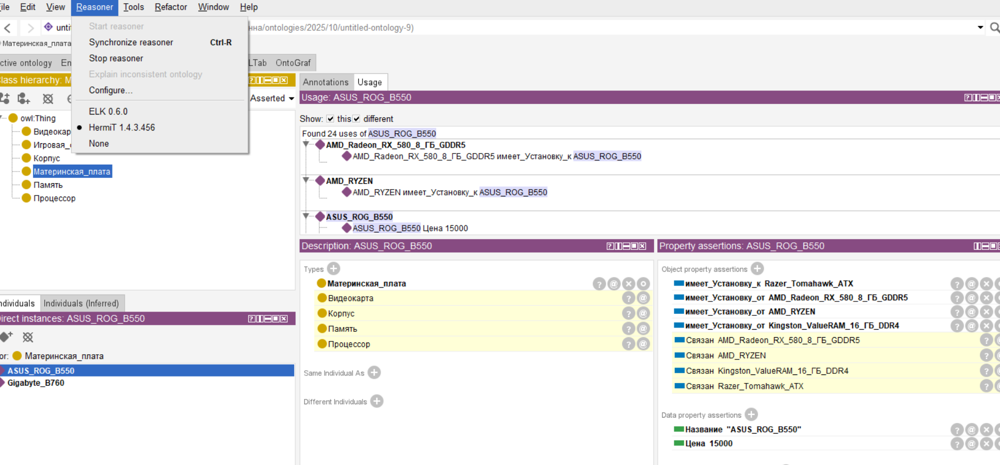 ile Edit View Reasoner Tools Refactor Window Help
Start reasoner
Synchronize reasoner Ctrl-R
Stop reasoner
Explain inconsistent ontology
Configure...
ELK 0.6.0
HermiT 1.4.3.456
None
untit
нна/ontologies/2025/10/untitled-ontology-9)
Материнская_плата
ctive ontology En LTab OntoGraf
lass hierarchy: М
Asserted
owl:Thing
Видеокар
Игровая_
Корпус
Материнская_плата
Память
Процессор
Annotations Usage
Usage: ASUS_ROG_B550
Show: this different
Found 24 uses of ASUS_ROG_B550
AMD_Radeon_RX_580_8_ГБ_GDDR5
AMD_Radeon_RX_580_8_ГБ_GDDR5 имеет_Установку_к ASUS_ROG_B550
AMD_RYZEN
AMD_RYZEN имеет_Установку_к ASUS_ROG_B550
ASUS_ROG_B550
ASUS_ROG_B550 Цена 15000
ndividuals Individuals (Inferred)
irect instances: ASUS_ROG_B550
or: Материнская_плата
ASUS_ROG_B550
Gigabyte_B760
Description: ASUS_ROG_B550
Types
Материнская_плата
Видеокарта
Корпус
Память
Процессор
Same Individual As
Different Individuals
Property assertions: ASUS_ROG_B550
Object property assertions
имеет_Установку_к Razer_Tomahawk_ATX
имеет_Установку_от AMD_Radeon_RX_580_8_ГБ_GDDR5
имеет_Установку_от AMD_RYZEN
имеет_Установку_от Kingston_ValueRAM_16_ГБ_DDR4
Связан AMD_Radeon_RX_580_8_ГБ_GDDR5
Связан AMD_RYZEN
Связан Kingston_ValueRAM_16_ГБ_DDR4
Связан Razer_Tomahawk_ATX
Data property assertions
Название "ASUS_ROG_B550"
Цена 15000